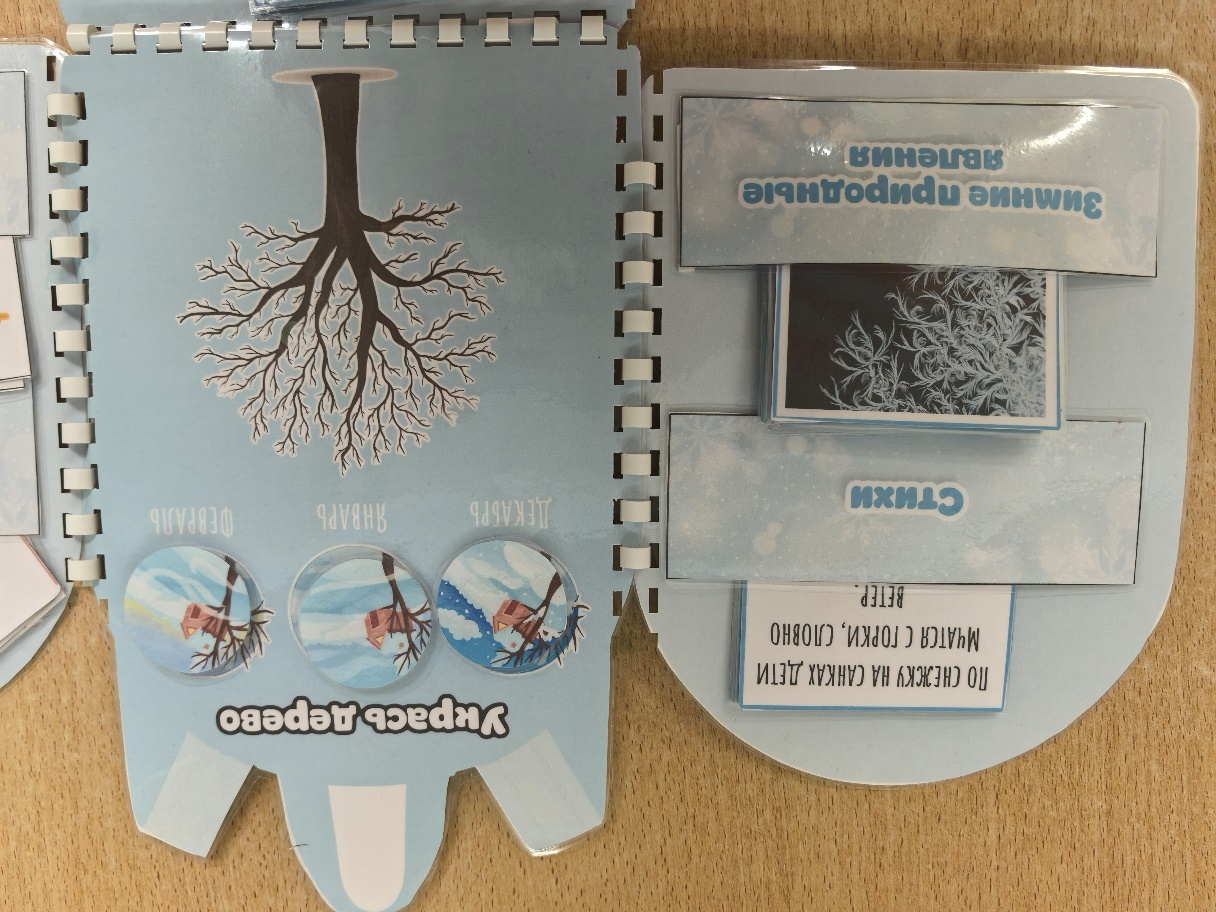 Укрась дерево
ДЕКАБРЬ
ЯНВАРЬ
ФЕВРАЛЬ
ПО СНЕЖКУ НА САНКАХ ДЕТИ
МЧАТСЯ С ГОРКИ, СЛОВНО
ВЕТЕР.
Стихи
Зимние природные
явления